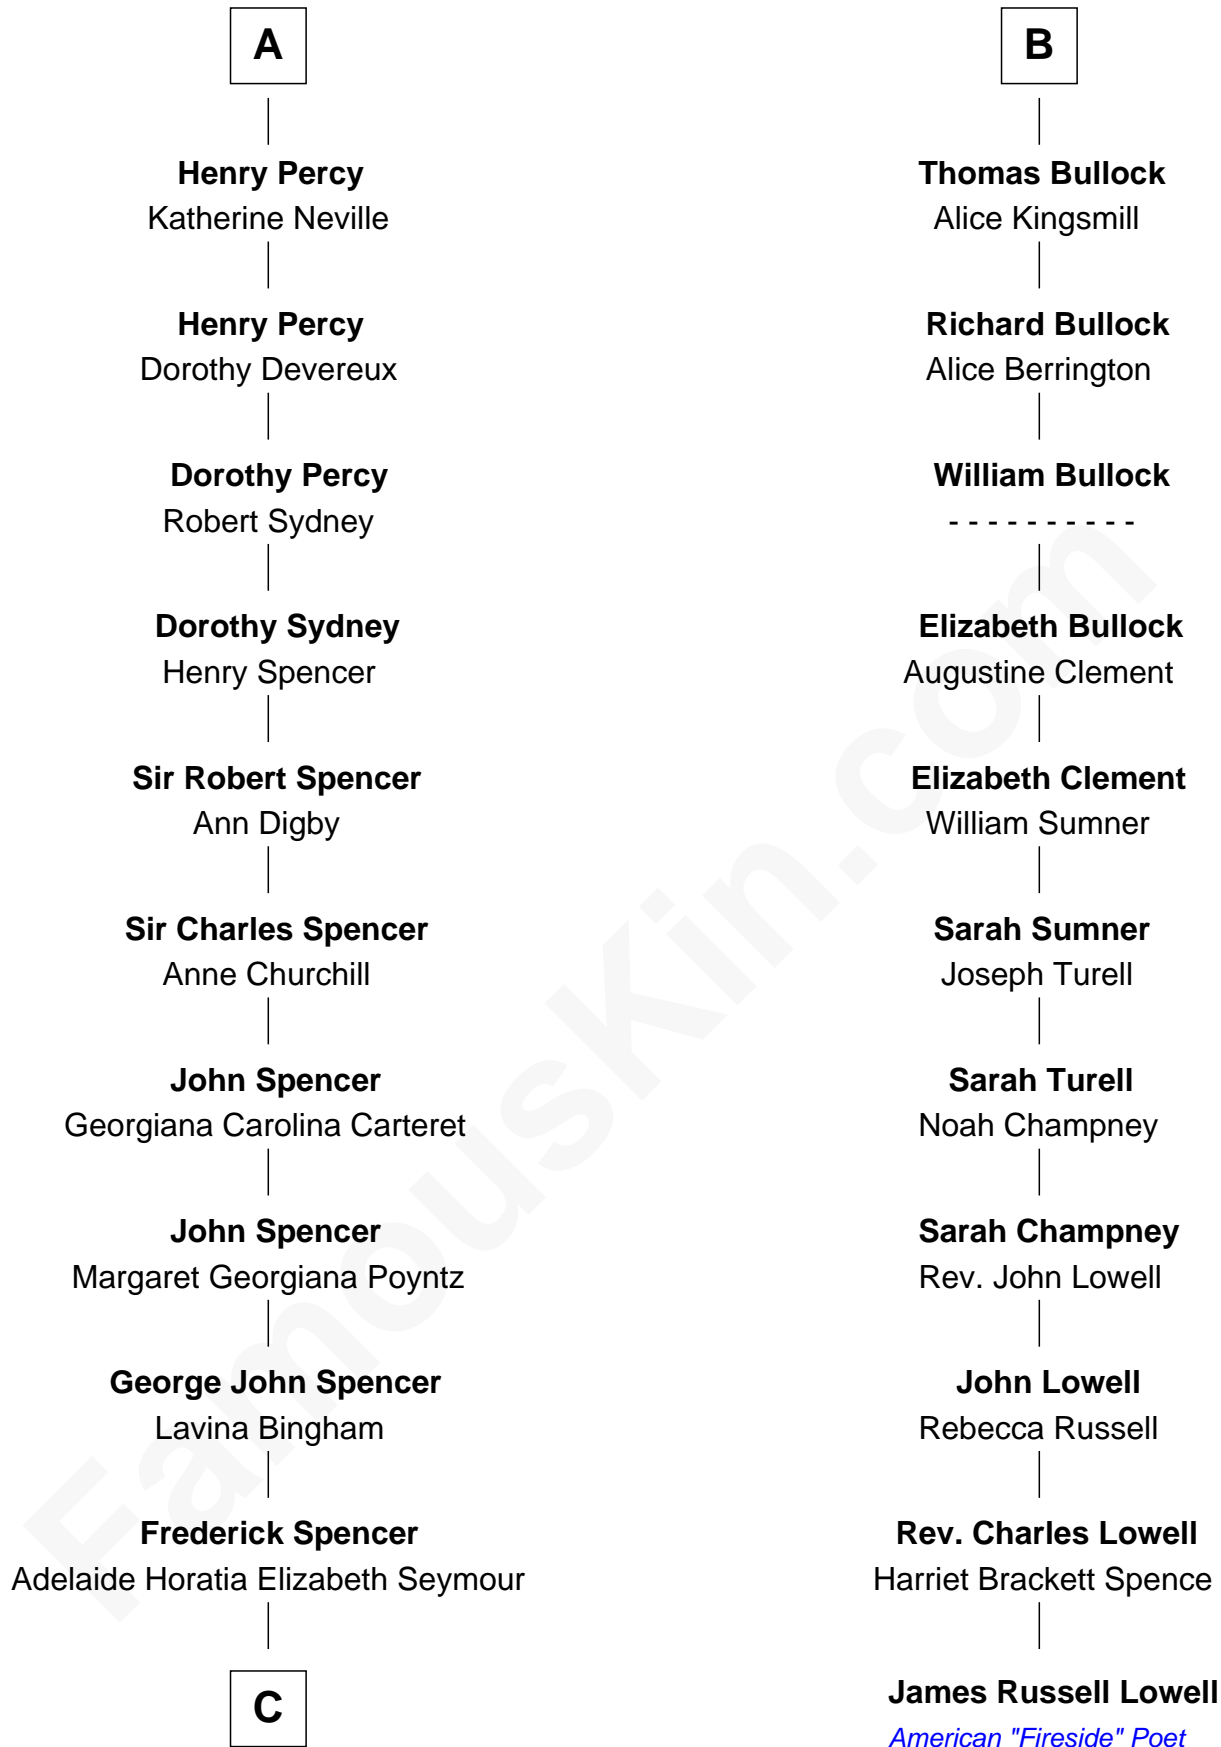 A
Henry Percy
Katherine Neville
Henry Percy
Dorothy Devereux
Dorothy Percy
Robert Sydney
Dorothy Sydney
Henry Spencer
Sir Robert Spencer
Ann Digby
Sir Charles Spencer
Anne Churchill
John Spencer
Georgiana Carolina Carteret
John Spencer
Margaret Georgiana Poyntz
George John Spencer
Lavina Bingham
Frederick Spencer
Adelaide Horatia Elizabeth Seymour
C
B
Thomas Bullock
Alice Kingsmill
Richard Bullock
Alice Berrington
William Bullock
- - - - - - - - - -
Elizabeth Bullock
Augustine Clement
Elizabeth Clement
William Sumner
Sarah Sumner
Joseph Turell
Sarah Turell
Noah Champney
Sarah Champney
Rev. John Lowell
John Lowell
Rebecca Russell
Rev. Charles Lowell
Harriet Brackett Spence
James Russell Lowell
American "Fireside" Poet
FamousKin.com